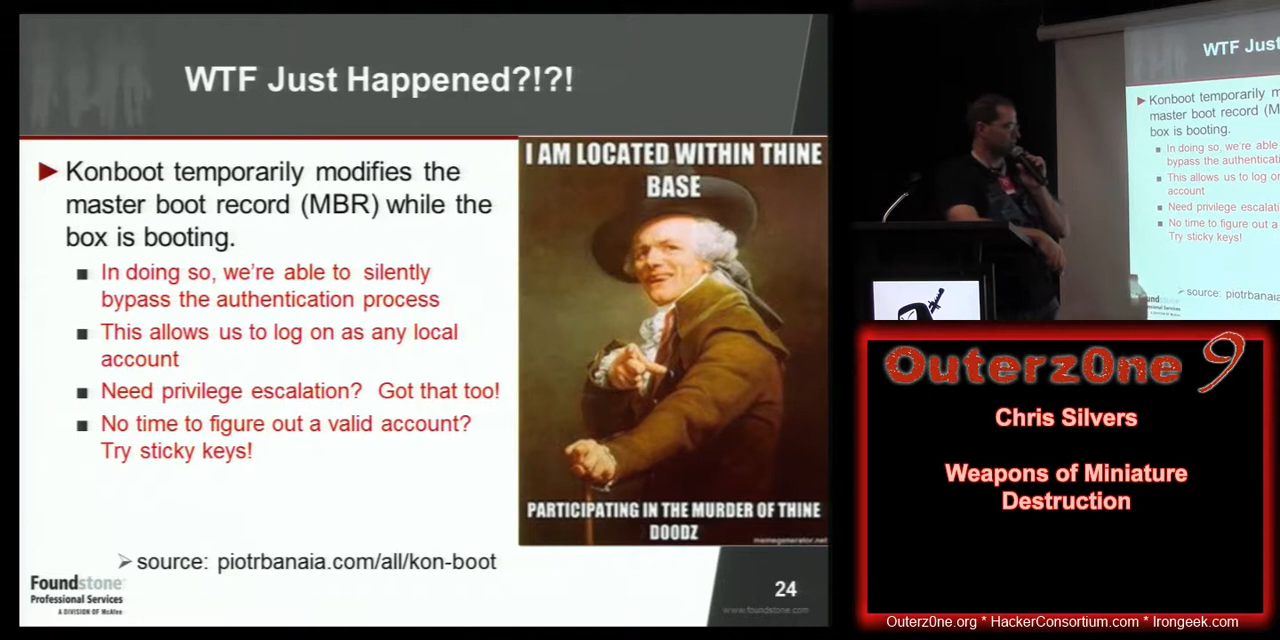 WTF Just Happened?!?!
► Konboot temporarily modifies the
master boot record (MBR) while the
box is booting.
■ In doing so, we're able to silently
bypass the authentication process
■ This allows us to log on as any local
account
■ Need privilege escalation? Got that too!
■ No time to figure out a valid account?
Try sticky keys!
➢ source: piotrbanaia.com/all/kon-boot
Foundstone
Professional Services
A DIVISION OF McAfee
24
www.foundstone.com
I AM LOCATED WITHIN THINE
BASE
PARTICIPATING IN THE MURDER OF THINE
DOODZ
memegenerator.net
WTF Just
► Konboot temporarily m
master boot record (M
box is booting.
In doing so, we're able
bypass the authenticati
This allows us to log or
account
Need privilege escalati
No time to figure out a
Try sticky keys!
➢ source: piotrbanaia
ound
Professional Services
Outerz0ne 9
Chris Silvers
Weapons of Miniature
Destruction
Outerz0ne.org * HackerConsortium.com * Irongeek.com